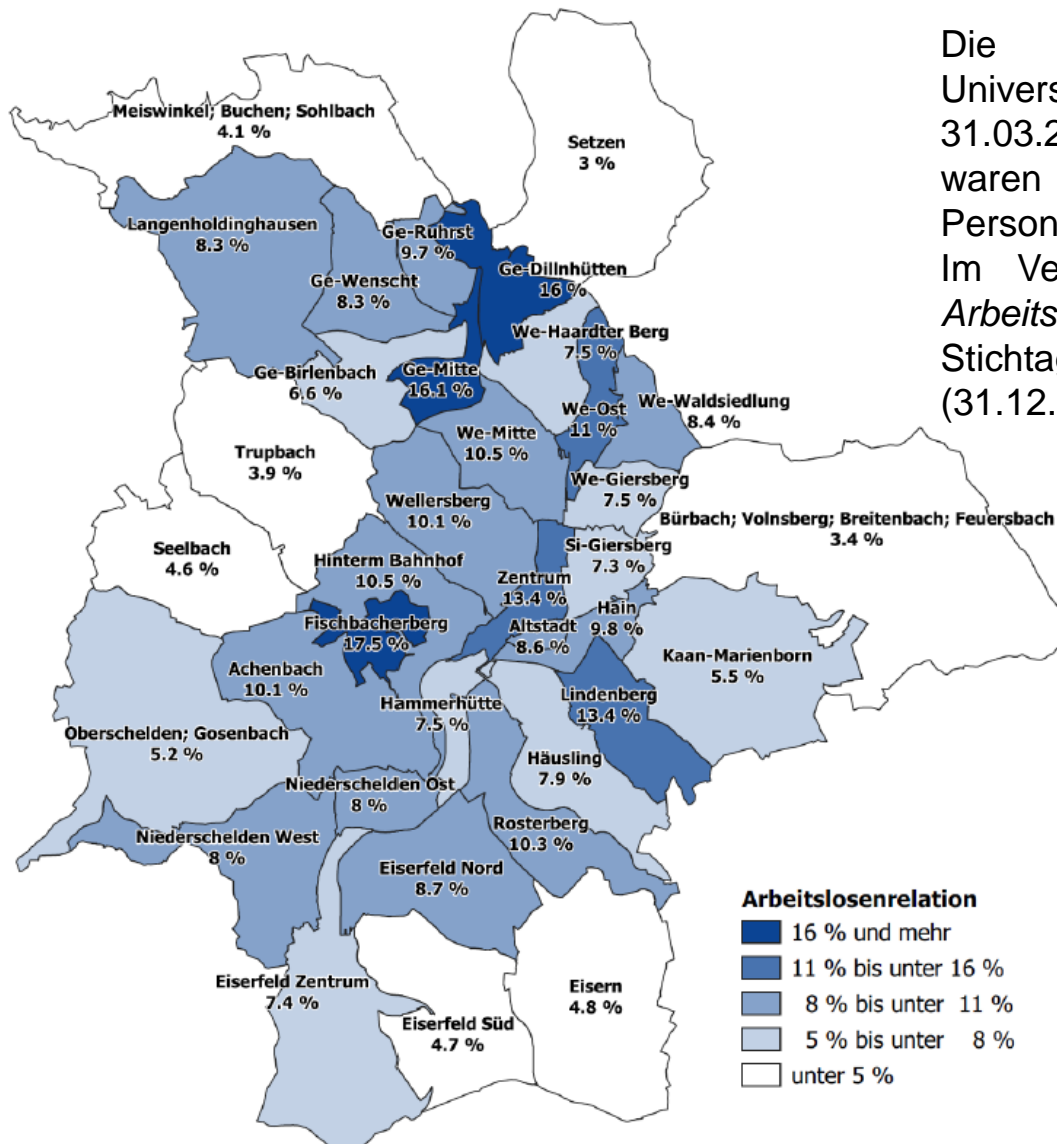 Meiswinkel; Buchen; Sohlbach
4.1 %
Setzen
3 %
Langenholdinghausen
8.3 %
Ge-Ruhrst
9.7 %
Ge-Wenscht
8.3 %
Ge-Dillnhütten
16 %
We-Haardter Berg
7.5 %
Ge-Birlenbach
6.6 %
Ge-Mitte
16.1 %
We-Ost
11 %
We-Waldsiedlung
8.4 %
We-Mitte
10.5 %
Trupbach
3.9 %
We-Giersberg
7.5 %
Wellersberg
10.1 %
Bürbach; Volnsberg; Breitenbach; Feuersbach
3.4 %
Seelbach
4.6 %
Hinterm Bahnhof
10.5 %
Si-Giersberg
7.3 %
Zentrum
13.4 %
Hain
9.8 %
Fischbacherberg
17.5 %
Altstadt
8.6 %
Kaan-Marienborn
5.5 %
Achenbach
10.1 %
Hammerhütte
7.5 %
Lindenberg
13.4 %
Oberschelden; Gosenbach
5.2 %
Häusling
7.9 %
Niederschelden Ost
8 %
Rosterberg
10.3 %
Niederschelden West
8 %
Eiserfeld Nord
8.7 %
Eiserfeld Zentrum
7.4 %
Eisern
4.8 %
Eiserfeld Süd
4.7 %
Die
Univers
31.03.2
waren
Person
Im Ve
Arbeits
Stichta
(31.12.
Arbeitslosenrelation
16 % und mehr
11 % bis unter 16 %
8 % bis unter 11 %
5 % bis unter 8 %
unter 5 %